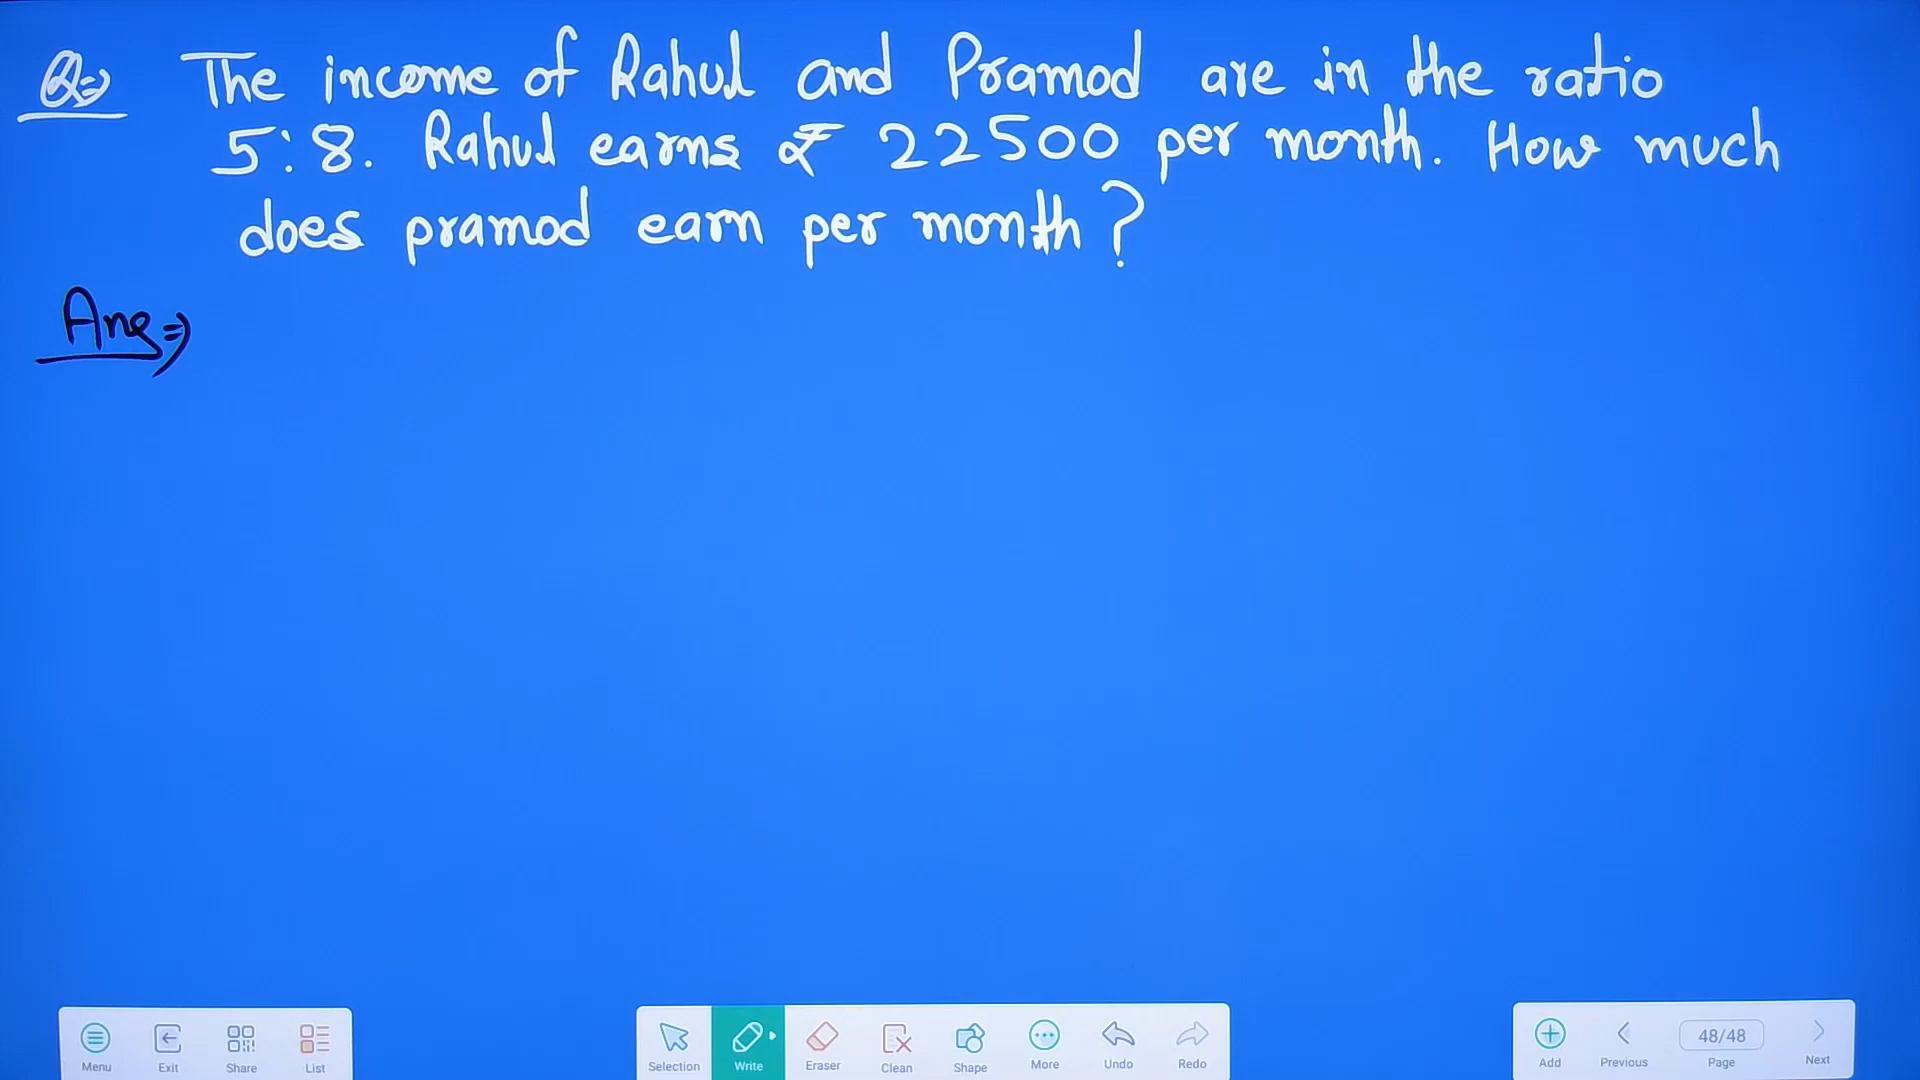 Q⇒ The income of Rahul and Pramod are in the ratio
5:8. Rahul earns ₹ 22500 per month. How much
does pramod earn per month?
Ans⇒
Menu Exit Share List Selection Write Eraser Clean Shape More Undo Redo Add Previous 48/48 Page Next